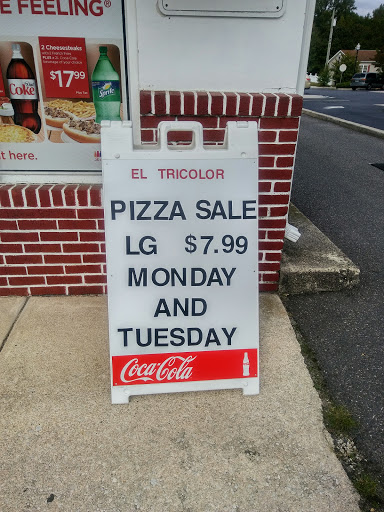 E FEELING®
2 Cheesesteaks
$17.99
Diet
Coke
Sprite
t here.
EL TRICOLOR
PIZZA SALE
LG $7.99
MONDAY
AND
TUESDAY
Coca-Cola